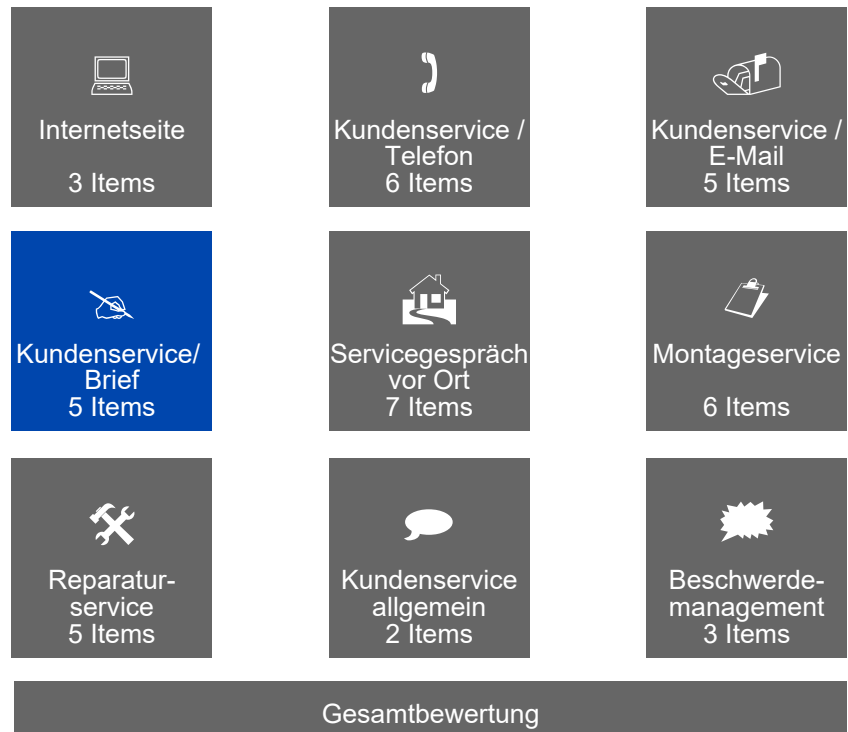 Internetseite
3 Items
Kundenservice /
Telefon
6 Items
Kundenservice /
E-Mail
5 Items
Kundenservice/
Brief
5 Items
Servicegespräch
vor Ort
7 Items
Montageservice
6 Items
Reparatur-
service
5 Items
Kundenservice
allgemein
2 Items
Beschwerde-
management
3 Items
Gesamtbewertung